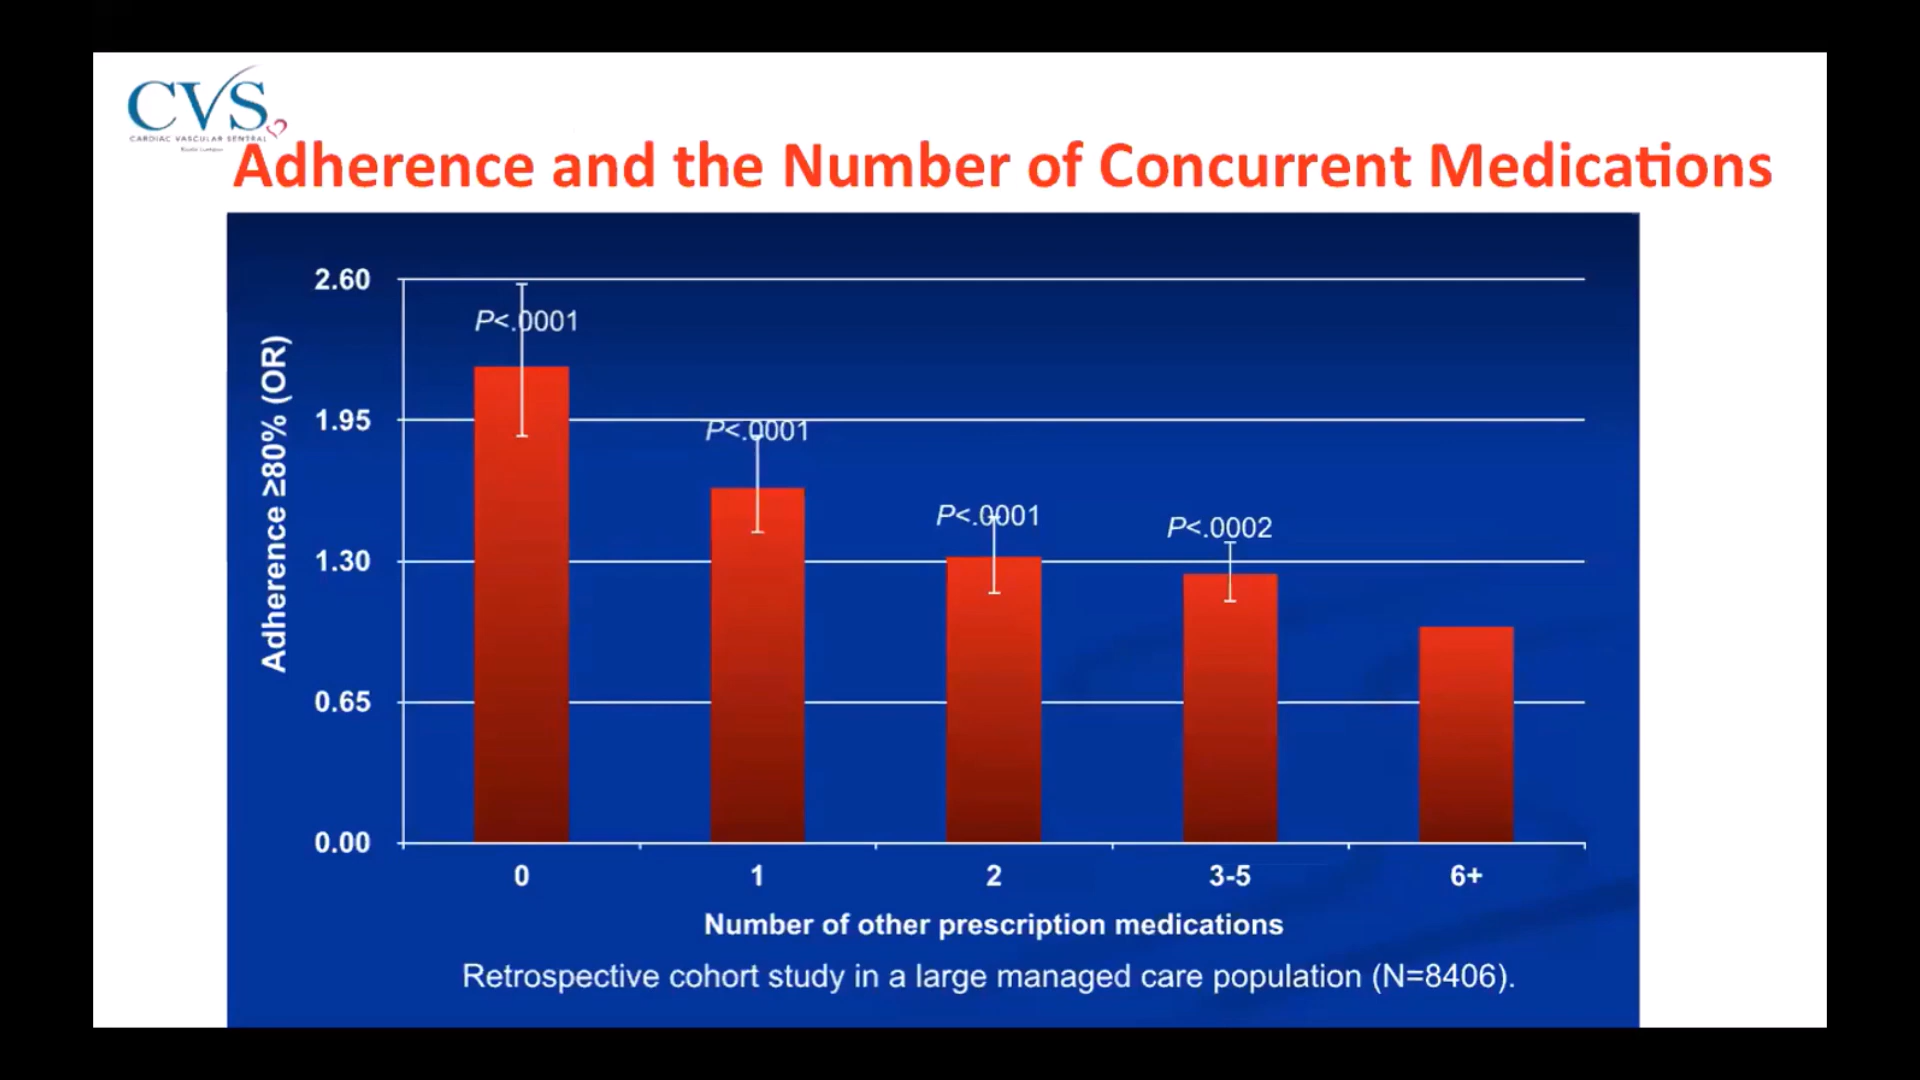 CVS
CARDIAC VASCULAR SENTRAL
Kuala Lumpur
Adherence and the Number of Concurrent Medications
Adherence ≥80% (OR)
2.60
1.95
1.30
0.65
0.00
P<.0001
P<.0001
P<.0001
P<.0002
0
1
2
3-5
6+
Number of other prescription medications
Retrospective cohort study in a large managed care population (N=8406).